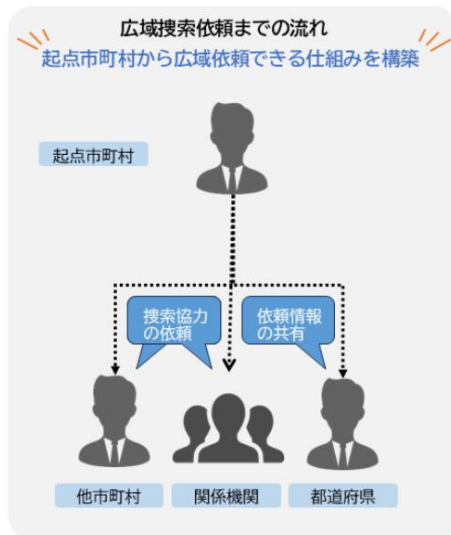 広域捜索依頼までの流れ
起点市町村から広域依頼できる仕組みを構築
起点市町村
捜索協力
の依頼
依頼情報
の共有
他市町村
関係機関
都道府県